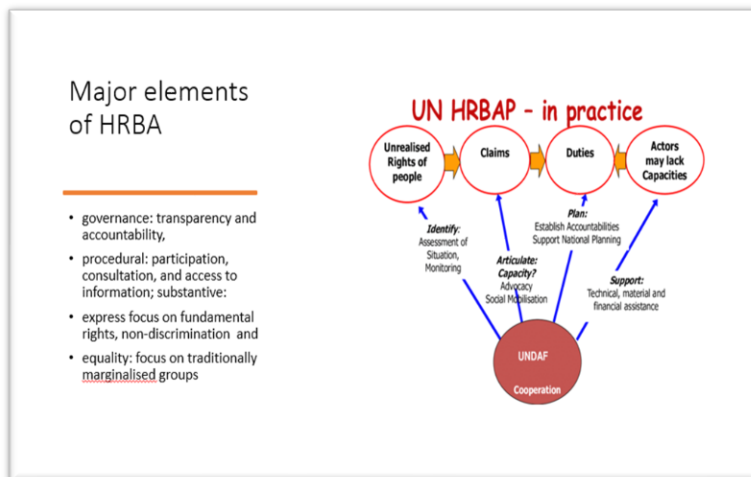 Major elements
of HRBA
• governance: transparency and
accountability,
• procedural: participation,
consultation, and access to
information; substantive:
• express focus on fundamental
rights, non-discrimination and
• equality: focus on traditionally
marginalised groups
UN HRBAP - in practice
Unrealised
Rights of
people
Claims
Duties
Actors
may lack
Capacities
Identify:
Assessment of
Situation,
Monitoring
Articulate:
Capacity?
Advocacy
Social Mobilisation
Plan:
Establish Accountabilities
Support National Planning
Support:
Technical, material and
financial assistance
UNDAF
Cooperation